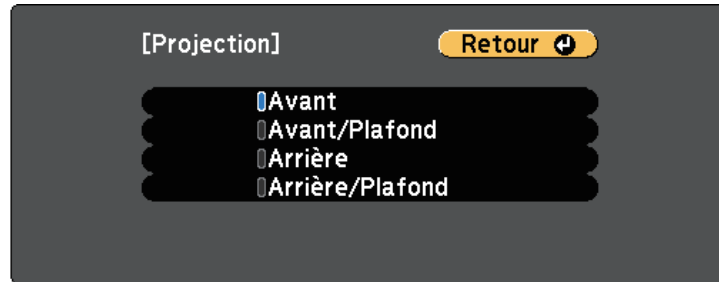 [Projection] Retour
Avant
Avant/Plafond
Arrière
Arrière/Plafond